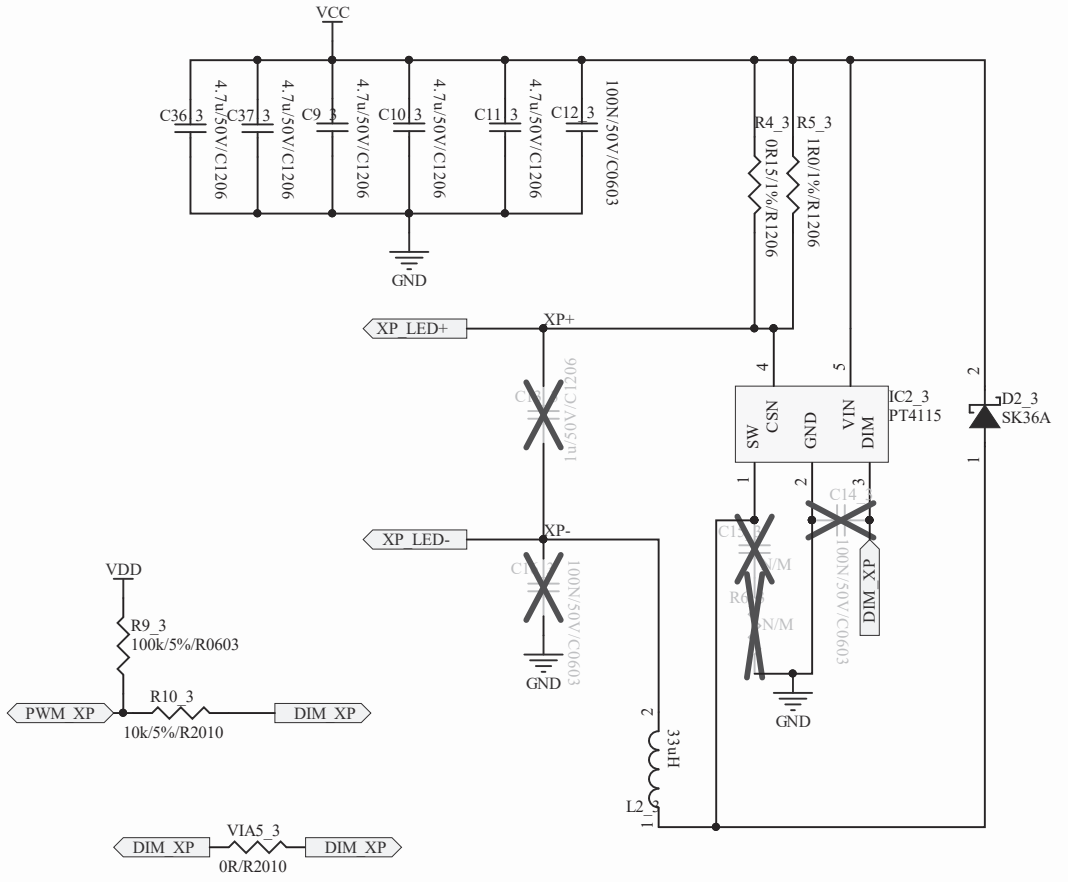 VCC
C36_3
4.7u/50V/C1206
C37_3
4.7u/50V/C1206
C9_3
4.7u/50V/C1206
C10_3
4.7u/50V/C1206
C11_3
4.7u/50V/C1206
C12_3
100N/50V/C0603
GND
R4_3
0R15/1%/R1206
R5_3
1R0/1%/R1206
XP_LED+
XP+
1u/50V/C1206
4
5
CSN
VIN
SW
GND
DIM
IC2_3
PT4115
1
2
3
2
D2_3
SK36A
1
C14_3
100N/50V/C0603
DIM_XP
N/M
N/M
GND
XP_LED-
XP-
100N/50V/C0603
GND
2
33uH
L2_3
1
VDD
R9_3
100k/5%/R0603
PWM_XP
R10_3
10k/5%/R2010
DIM_XP
DIM_XP
VIA5_3
0R/R2010
DIM_XP